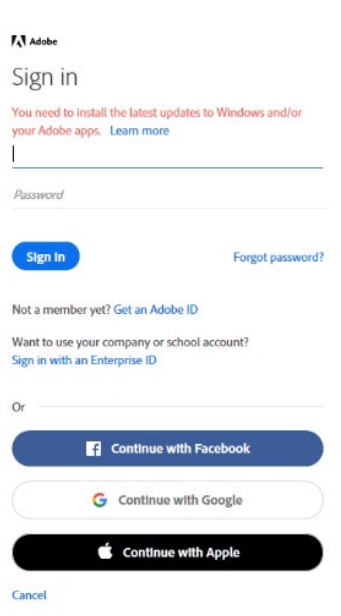 Adobe
Sign in
You need to install the latest updates to Windows and/or
your Adobe apps. Learn more
Password
Sign In
Forgot password?
Not a member yet? Get an Adobe ID
Want to use your company or school account?
Sign in with an Enterprise ID
Or
Continue with Facebook
Continue with Google
Continue with Apple
Cancel